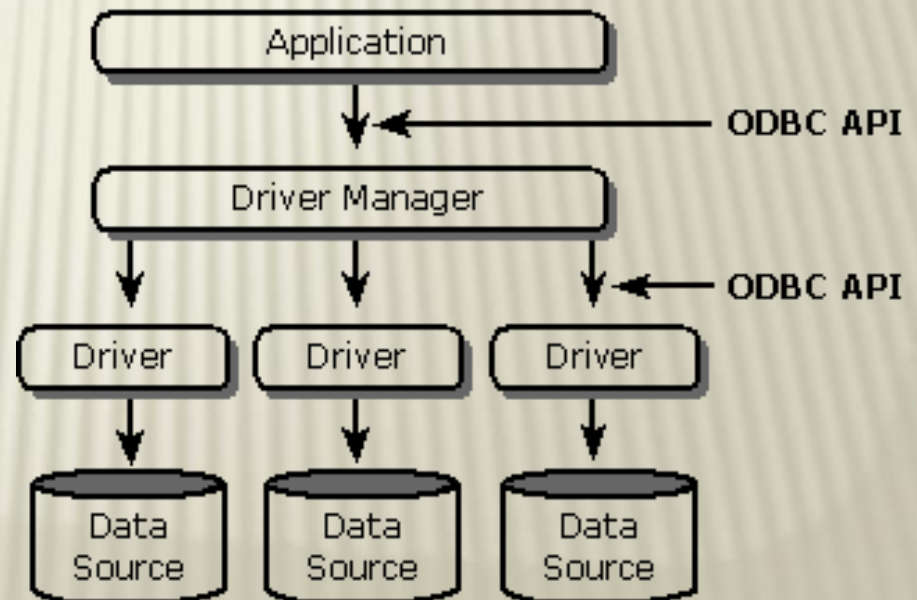 Application
ODBC API
Driver Manager
ODBC API
Driver
Driver
Driver
Data
Source
Data
Source
Data
Source